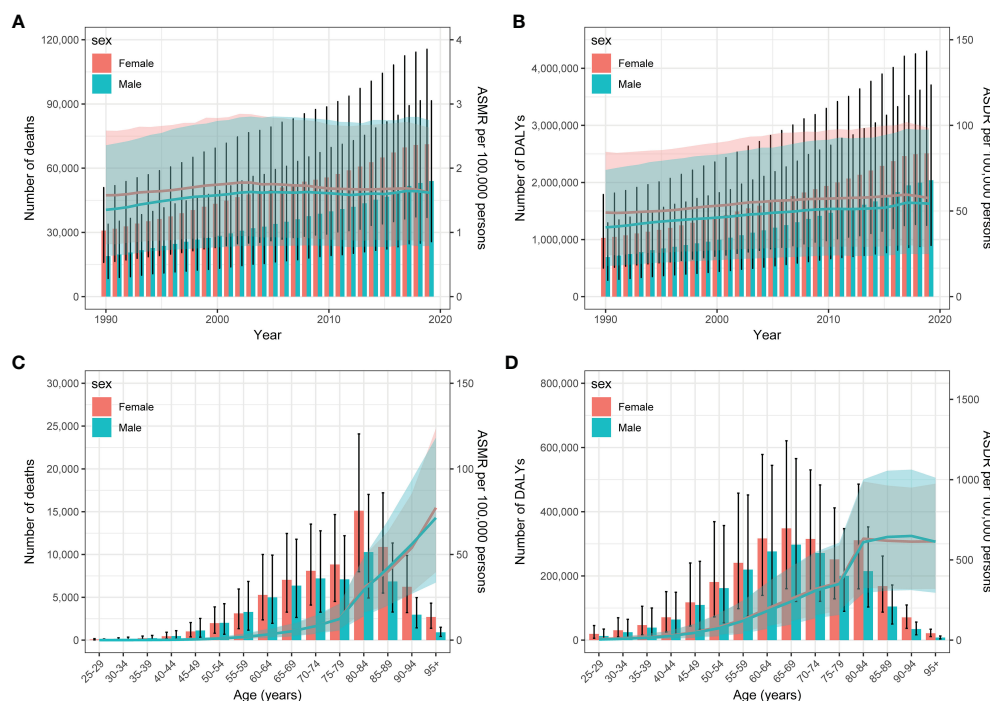 A
sex
Female
Male
120,000
90,000
60,000
30,000
0
4
3
2
1
0
Number of deaths
ASMR per 100,000 persons
1990
2000
2010
2020
Year
B
sex
Female
Male
4,000,000
3,000,000
2,000,000
1,000,000
0
150
100
50
0
Number of DALYs
ASDR per 100,000 persons
1990
2000
2010
2020
Year
C
sex
Female
Male
30,000
25,000
20,000
15,000
10,000
5,000
0
150
100
50
0
Number of deaths
ASMR per 100,000 persons
25-29
30-34
35-39
40-44
45-49
50-54
55-59
60-64
65-69
70-74
75-79
80-84
85-89
90-94
95+
Age (years)
D
sex
Female
Male
800,000
600,000
400,000
200,000
0
1500
1000
500
0
Number of DALYs
ASDR per 100,000 persons
25-29
30-34
35-39
40-44
45-49
50-54
55-59
60-64
65-69
70-74
75-79
80-84
85-89
90-94
95+
Age (years)